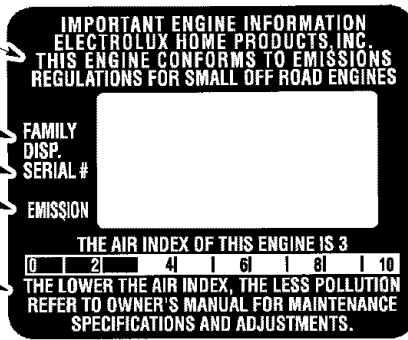 IMPORTANT ENGINE INFORMATION
ELECTROLUX HOME PRODUCTS, INC.
THIS ENGINE CONFORMS TO EMISSIONS
REGULATIONS FOR SMALL OFF ROAD ENGINES
FAMILY
DISP.
SERIAL #
EMISSION
THE AIR INDEX OF THIS ENGINE IS 3
0 2 4 6 8 10
THE LOWER THE AIR INDEX, THE LESS POLLUTION
REFER TO OWNER'S MANUAL FOR MAINTENANCE
SPECIFICATIONS AND ADJUSTMENTS.